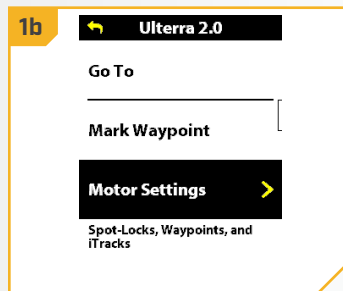 1b
Ulterra 2.0
Go To
Mark Waypoint
Motor Settings
Spot-Locks, Waypoints, and
iTracks